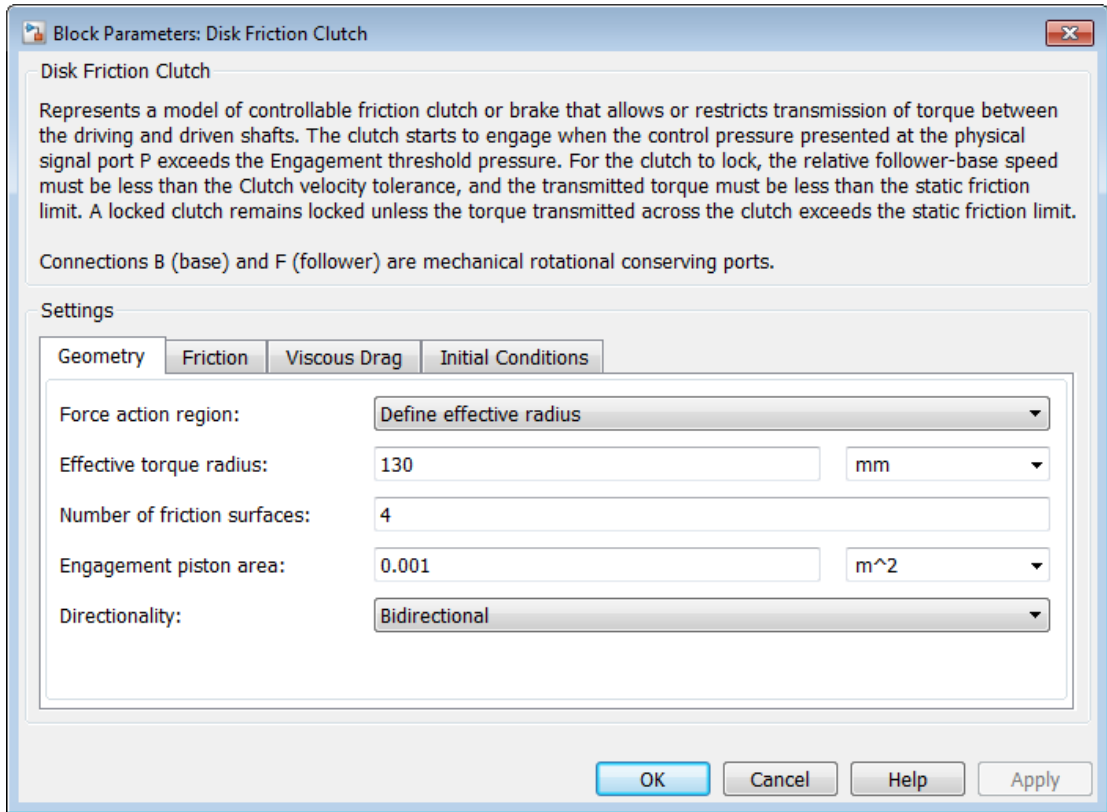 Block Parameters: Disk Friction Clutch
Disk Friction Clutch
Represents a model of controllable friction clutch or brake that allows or restricts transmission of torque between
the driving and driven shafts. The clutch starts to engage when the control pressure presented at the physical
signal port P exceeds the Engagement threshold pressure. For the clutch to lock, the relative follower-base speed
must be less than the Clutch velocity tolerance, and the transmitted torque must be less than the static friction
limit. A locked clutch remains locked unless the torque transmitted across the clutch exceeds the static friction limit.
Connections B (base) and F (follower) are mechanical rotational conserving ports.
Settings
Geometry Friction Viscous Drag Initial Conditions
Force action region: Define effective radius
Effective torque radius: 130 mm
Number of friction surfaces: 4
Engagement piston area: 0.001 m^2
Directionality: Bidirectional
OK Cancel Help Apply